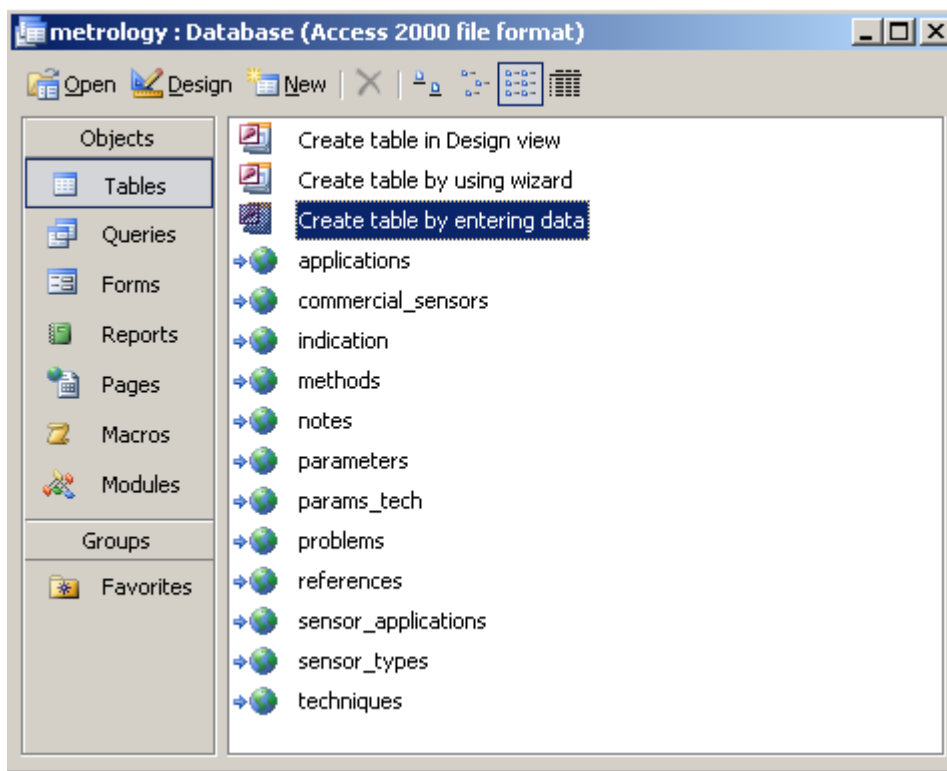 metrology : Database (Access 2000 file format)
Open Design New
Objects
Tables
Queries
Forms
Reports
Pages
Macros
Modules
Groups
Favorites
Create table in Design view
Create table by using wizard
Create table by entering data
applications
commercial_sensors
indication
methods
notes
parameters
params_tech
problems
references
sensor_applications
sensor_types
techniques